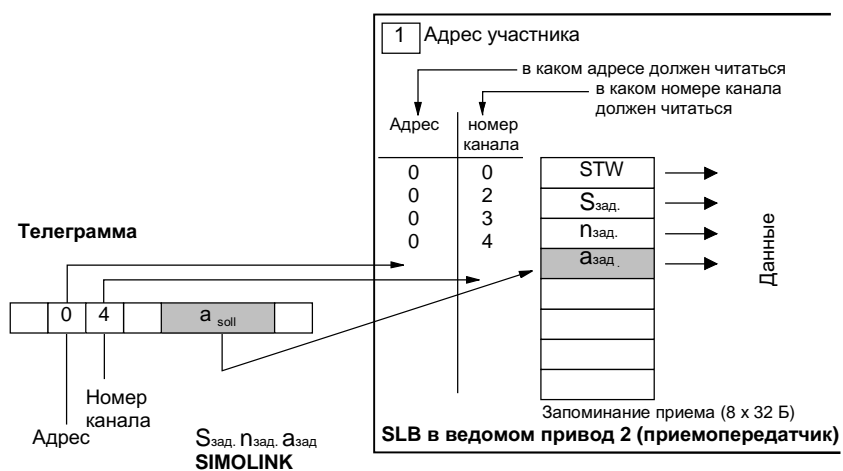 1 Адрес участника
в каком адресе должен читаться
в каком номере канала
должен читаться
Адрес номер
канала
0 0 STW
0 2 Sзад.
0 3 nзад.
0 4 aзад.
Данные
Телеграмма
0 4 a soll
Номер
канала
Адрес
Sзад. nзад. aзад
SIMOLINK
Запоминание приема (8 x 32 Б)
SLB в ведомом привод 2 (приемопередатчик)